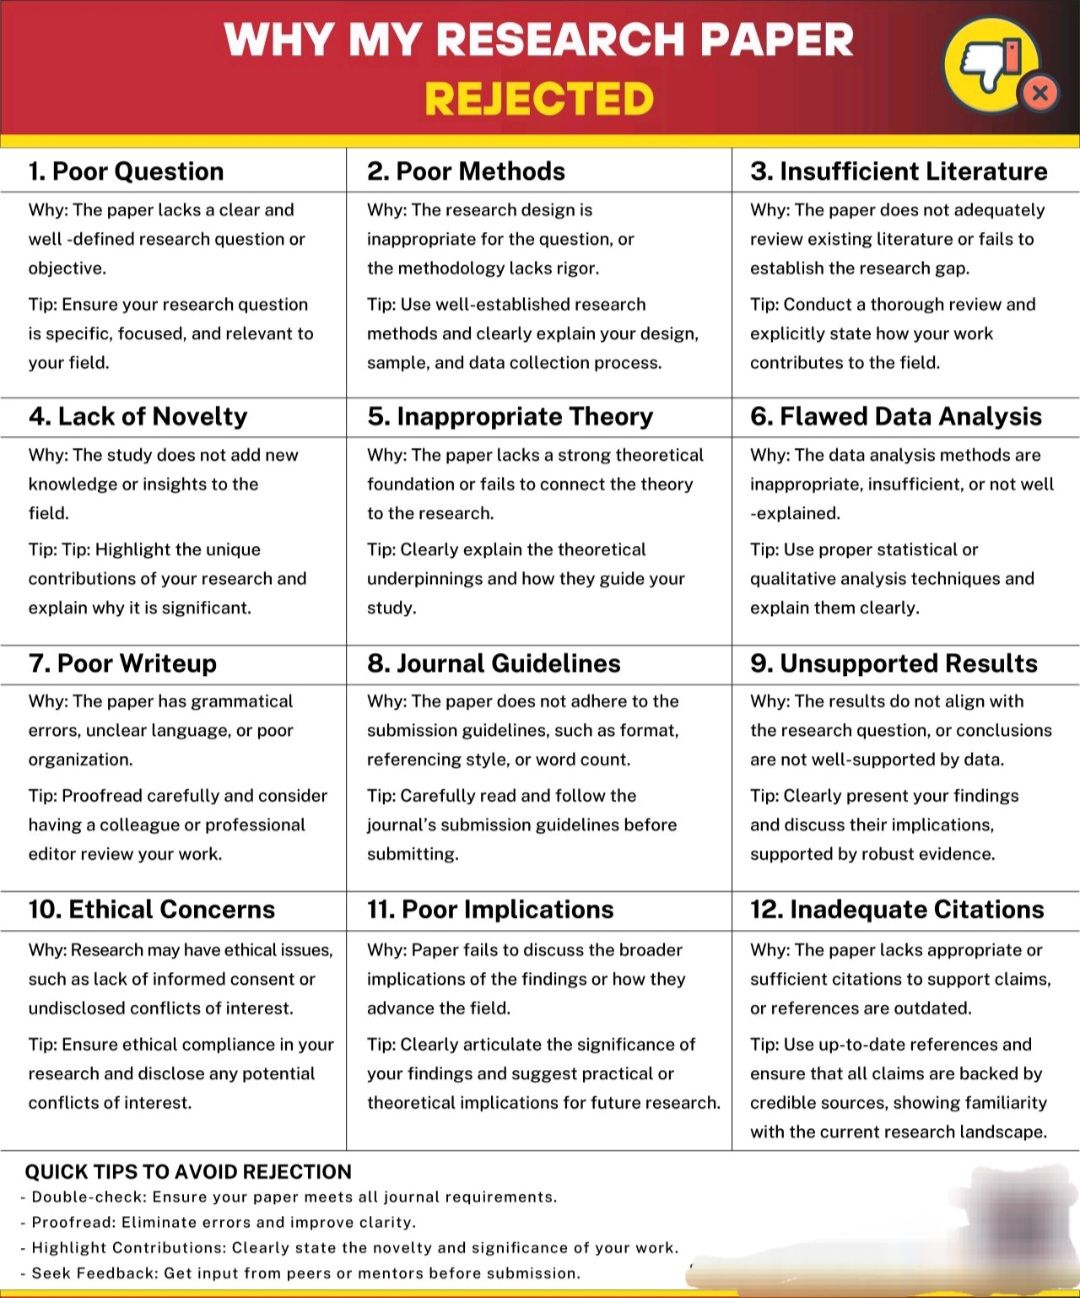 WHY MY RESEARCH PAPER
REJECTED
1. Poor Question
Why: The paper lacks a clear and
well -defined research question or
objective.
Tip: Ensure your research question
is specific, focused, and relevant to
your field.
2. Poor Methods
Why: The research design is
inappropriate for the question, or
the methodology lacks rigor.
Tip: Use well-established research
methods and clearly explain your design,
sample, and data collection process.
3. Insufficient Literature
Why: The paper does not adequately
review existing literature or fails to
establish the research gap.
Tip: Conduct a thorough review and
explicitly state how your work
contributes to the field.
4. Lack of Novelty
Why: The study does not add new
knowledge or insights to the
field.
Tip: Tip: Highlight the unique
contributions of your research and
explain why it is significant.
5. Inappropriate Theory
Why: The paper lacks a strong theoretical
foundation or fails to connect the theory
to the research.
Tip: Clearly explain the theoretical
underpinnings and how they guide your
study.
6. Flawed Data Analysis
Why: The data analysis methods are
inappropriate, insufficient, or not well
-explained.
Tip: Use proper statistical or
qualitative analysis techniques and
explain them clearly.
7. Poor Writeup
Why: The paper has grammatical
errors, unclear language, or poor
organization.
Tip: Proofread carefully and consider
having a colleague or professional
editor review your work.
8. Journal Guidelines
Why: The paper does not adhere to the
submission guidelines, such as format,
referencing style, or word count.
Tip: Carefully read and follow the
journal's submission guidelines before
submitting.
9. Unsupported Results
Why: The results do not align with
the research question, or conclusions
are not well-supported by data.
Tip: Clearly present your findings
and discuss their implications,
supported by robust evidence.
10. Ethical Concerns
Why: Research may have ethical issues,
such as lack of informed consent or
undisclosed conflicts of interest.
Tip: Ensure ethical compliance in your
research and disclose any potential
conflicts of interest.
11. Poor Implications
Why: Paper fails to discuss the broader
implications of the findings or how they
advance the field.
Tip: Clearly articulate the significance of
your findings and suggest practical or
theoretical implications for future research.
12. Inadequate Citations
Why: The paper lacks appropriate or
sufficient citations to support claims,
or references are outdated.
Tip: Use up-to-date references and
ensure that all claims are backed by
credible sources, showing familiarity
with the current research landscape.
QUICK TIPS TO AVOID REJECTION
- Double-check: Ensure your paper meets all journal requirements.
- Proofread: Eliminate errors and improve clarity.
- Highlight Contributions: Clearly state the novelty and significance of your work.
- Seek Feedback: Get input from peers or mentors before submission.